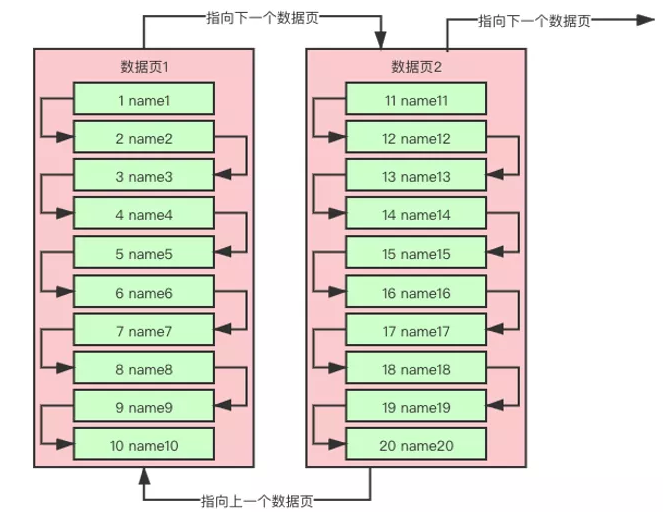 指向下一个数据页
指向下一个数据页
数据页1
1 name1
2 name2
3 name3
4 name4
5 name5
6 name6
7 name7
8 name8
9 name9
10 name10
数据页2
11 name11
12 name12
13 name13
14 name14
15 name15
16 name16
17 name17
18 name18
19 name19
20 name20
指向上一个数据页